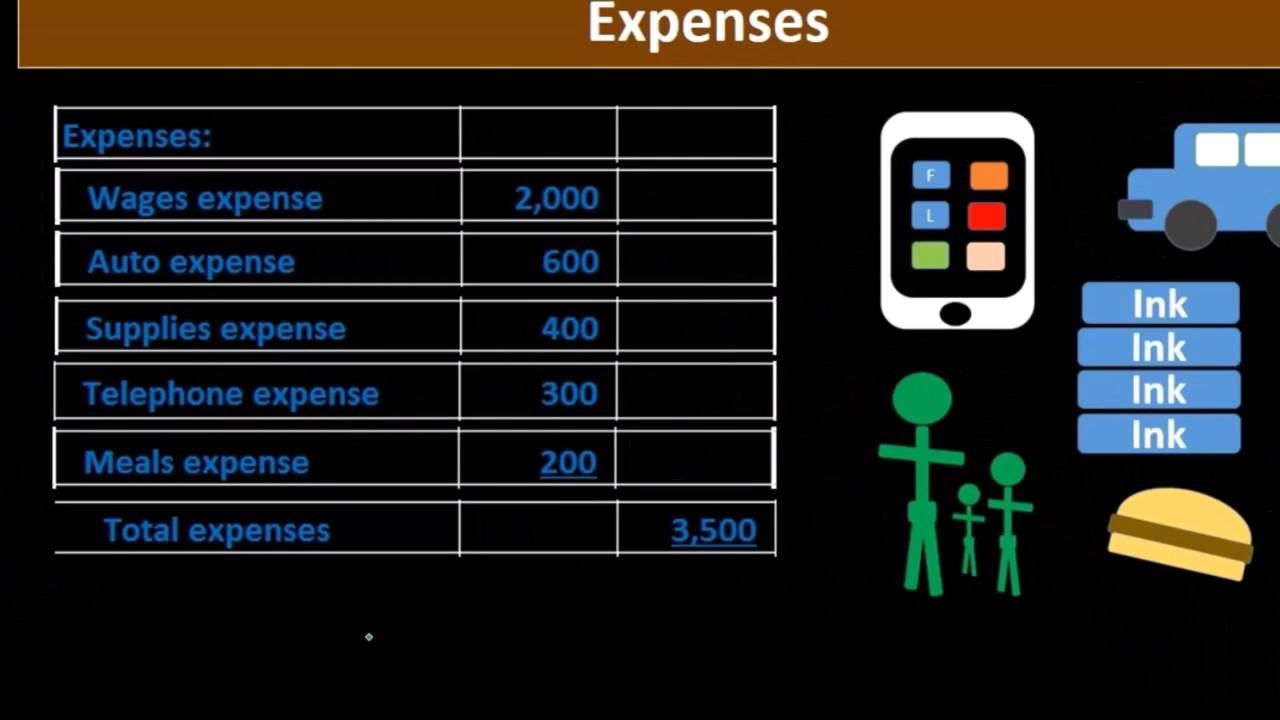 Expenses
Expenses:
Wages expense 2,000
Auto expense 600
Supplies expense 400
Telephone expense 300
Meals expense 200
Total expenses 3,500
F
L
Ink
Ink
Ink
Ink